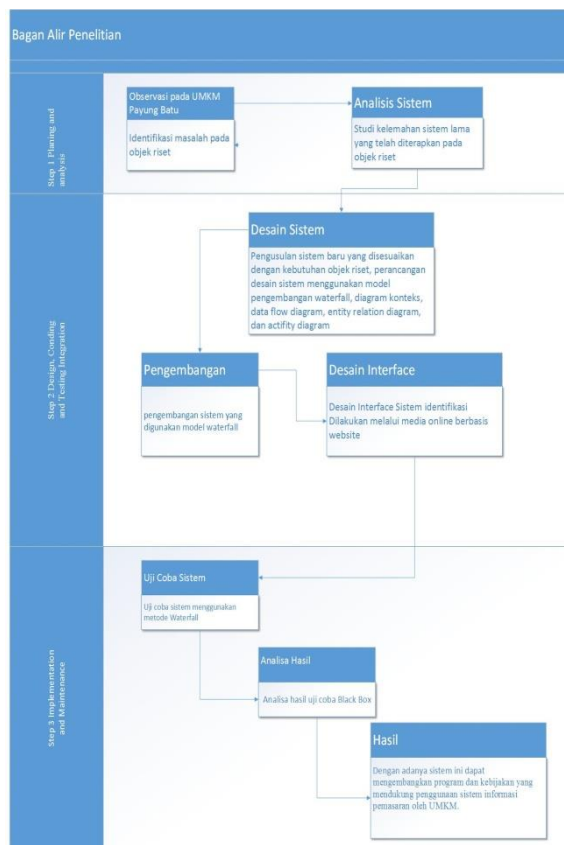 Bagan Alir Penelitian
Step 1 Planing and
analysis
Observasi pada UMKM
Payung Batu
Identifikasi masalah pada
objek riset
Analisis Sistem
Studi kelemahan sistem lama
yang telah diterapkan pada
objek riset
Step 2 Design, Conding
and Testing Integration
Desain Sistem
Pengusulan sistem baru yang disesuaikan
dengan kebutuhan objek riset, perancangan
desain sistem menggunakan model
pengembangan waterfall, diagram konteks,
data flow diagram, entity relation diagram,
dan actifity diagram
Pengembangan
pengembangan sistem yang
digunakan model waterfall
Desain Interface
Desain Interface Sistem identifikasi
Dilakukan melalui media online berbasis
website
Step 3 Implementation
and Maintenance
Uji Coba Sistem
Uji coba sistem menggunakan
metode Waterfall
Analisa Hasil
Analisa hasil uji coba Black Box
Hasil
Dengan adanya sistem ini dapat
mengembangkan program dan kebijakan yang
mendukung penggunaan sistem informasi
pemasaran oleh UMKM.